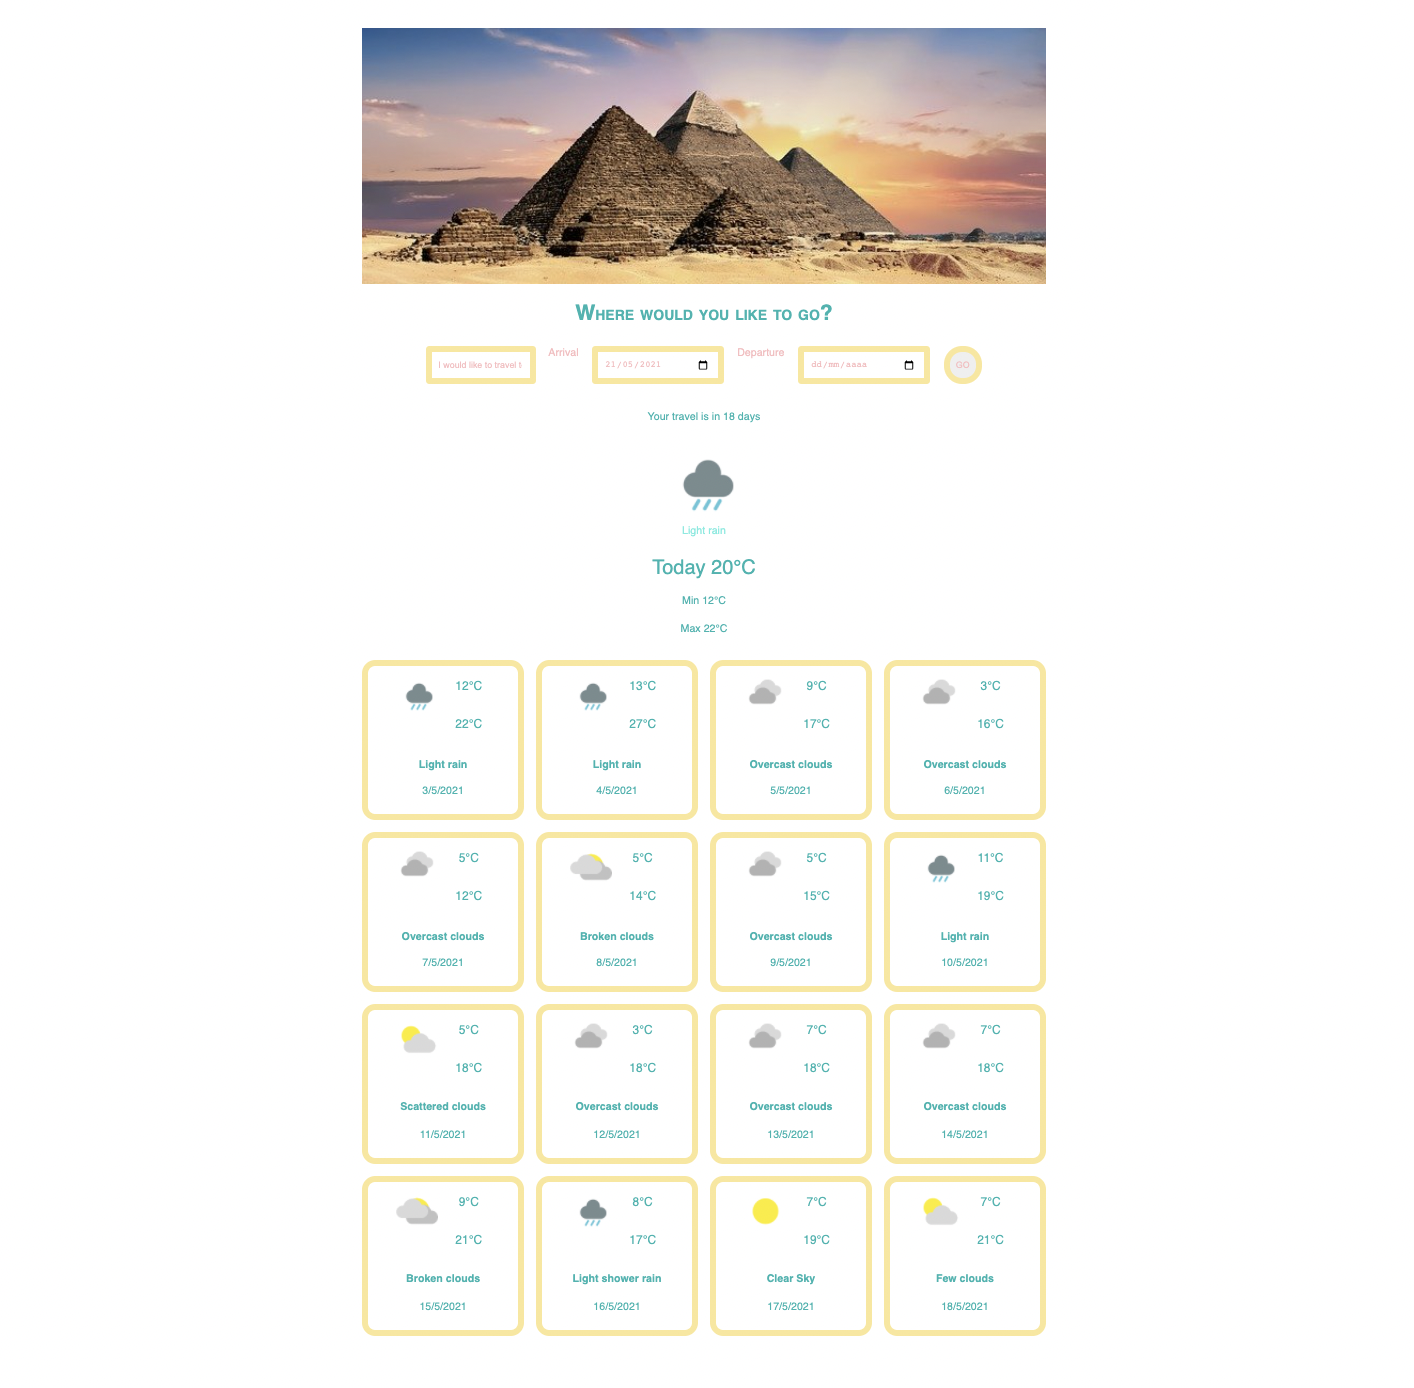 Where would you like to go?
I would like to travel t
Arrival
21/05/2021
Departure
dd/mm/aaaa
GO
Your travel is in 18 days
Light rain
Today 20°C
Min 12°C
Max 22°C
12°C
22°C
Light rain
3/5/2021
13°C
27°C
Light rain
4/5/2021
9°C
17°C
Overcast clouds
5/5/2021
3°C
16°C
Overcast clouds
6/5/2021
5°C
12°C
Overcast clouds
7/5/2021
5°C
14°C
Broken clouds
8/5/2021
5°C
15°C
Overcast clouds
9/5/2021
11°C
19°C
Light rain
10/5/2021
5°C
18°C
Scattered clouds
11/5/2021
3°C
18°C
Overcast clouds
12/5/2021
7°C
18°C
Overcast clouds
13/5/2021
7°C
18°C
Overcast clouds
14/5/2021
9°C
21°C
Broken clouds
15/5/2021
8°C
17°C
Light shower rain
16/5/2021
7°C
19°C
Clear Sky
17/5/2021
7°C
21°C
Few clouds
18/5/2021